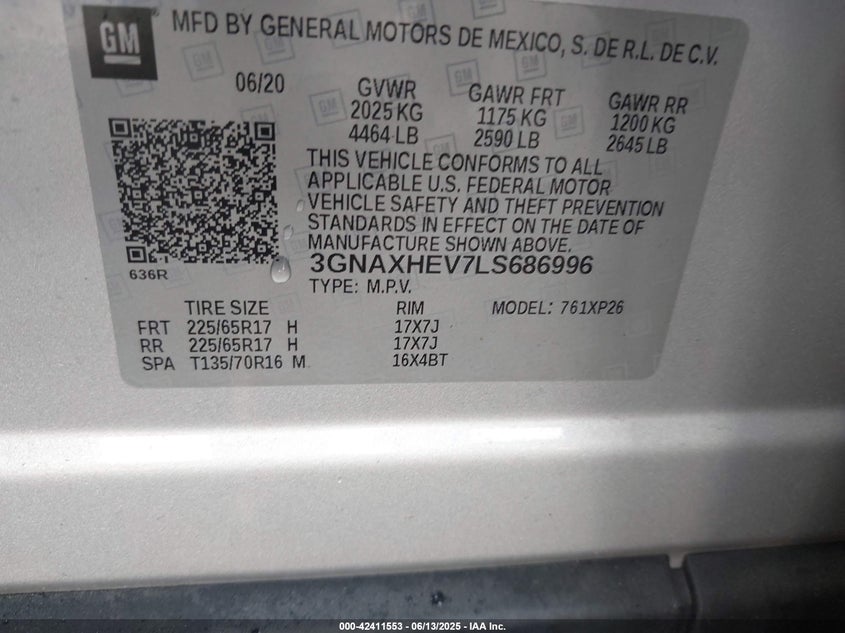 GM MFD BY GENERAL MOTORS DE MEXICO, S. DE R.L. DE C.V.
06/20 GVWR GAWR FRT GAWR RR
2025 KG 1175 KG 1200 KG
4464 LB 2590 LB 2645 LB
THIS VEHICLE CONFORMS TO ALL
APPLICABLE U.S. FEDERAL MOTOR
VEHICLE SAFETY AND THEFT PREVENTION
STANDARDS IN EFFECT ON THE DATE OF
MANUFACTURE SHOWN ABOVE.
636R 3GNAXHEV7LS686996
TYPE: M.P.V.
TIRE SIZE RIM MODEL: 761XP26
FRT 225/65R17 H 17X7J
RR 225/65R17 H 17X7J
SPA T135/70R16 M 16X4BT
000-42411553 - 06/13/2025 - IAA Inc.